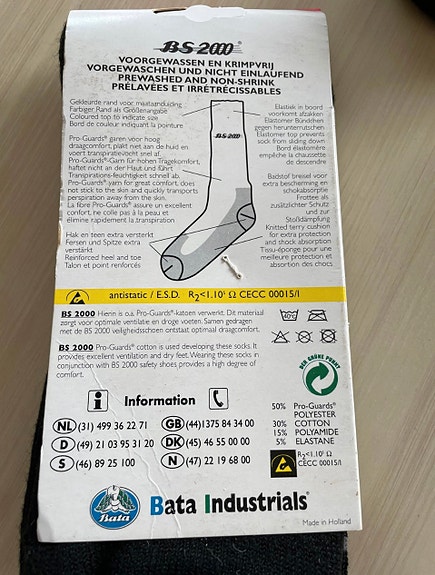 BS 2000®
VOORGEWASSEN EN KRIMPVRIJ
VORGEWASCHEN UND NICHT EINLAUFEND
PREWASHED AND NON-SHRINK
PRÉLAVÉES ET IRRÉTRÉCISSABLES
Gekleurde rand voor maataanduiding
Farbiger Rand als Größenangabe
Coloured top to indicate size
Bord de couleur indiquant la pointure
Pro-Guards® garen voor hoog
draagcomfort, plakt niet aan de huid en
voert transpiratievocht snel af.
Pro-Guards®-Garn für hohen Tragekomfort,
haftet nicht an der Haut und führt
Transpirations-feuchtigkeit schnell ab.
Pro-Guards®-yarn for great comfort, does
not stick to the skin and quickly transports
perspiration away from the skin.
La fibre Pro-Guards® assure un excellent
confort, ne colle pas à la peau et
élimine rapidement la transpiration
Hak en teen extra versterkt
Fersen und Spitze extra
verstärkt
Reinforced heel and toe
Talon et point renforcés
BS 2000
Elastiek in boord
voorkomt afzakken
Elastomer Bündchen
gegen herunterrutschen
Elastomer top prevents
sock from sliding down
Bord élastomère
empêche la chaussette
de descendre
Badstof breisel voor
extra bescherming en
schokabsorptie
Frottee als
zusätzlichter Schutz
und zur
Stoßdämpfung
Knitted terry cushion
for extra protection
and shock absorption
Tissu-éponge pour une
meilleure protection et
absorption des chocs
antistatic / E.S.D. R2<1.10⁹ Ω CECC 00015/1
BS 2000 Hierin is o.a. Pro-Guards®-katoen verwerkt. Dit materiaal
zorgt voor optimale ventilatie en droge voeten. Samen gedragen
met de BS 2000 veiligheidsschoen ontstaat optimaal draagcomfort.
BS 2000 Pro-Guards® cotton is used developing these socks. It
provides excellent ventilation and dry feet. Wearing these socks in
conjunction with BS 2000 safety shoes provides a high degree of
comfort.
40°
DER GRÜNE PUNKT
i Information
NL (31) 499 36 22 71
GB (44)1375 84 34 00
D (49) 21 03 95 31 20
DK (45) 46 55 00 00
S (46) 89 25 100
N (47) 22 19 68 00
50% Pro-Guards®
POLYESTER
30% COTTON
15% POLYAMIDE
5% ELASTANE
R2<1.10⁹ Ω
CECC 00015/1
Bata
Bata Industrials®
Made in Holland